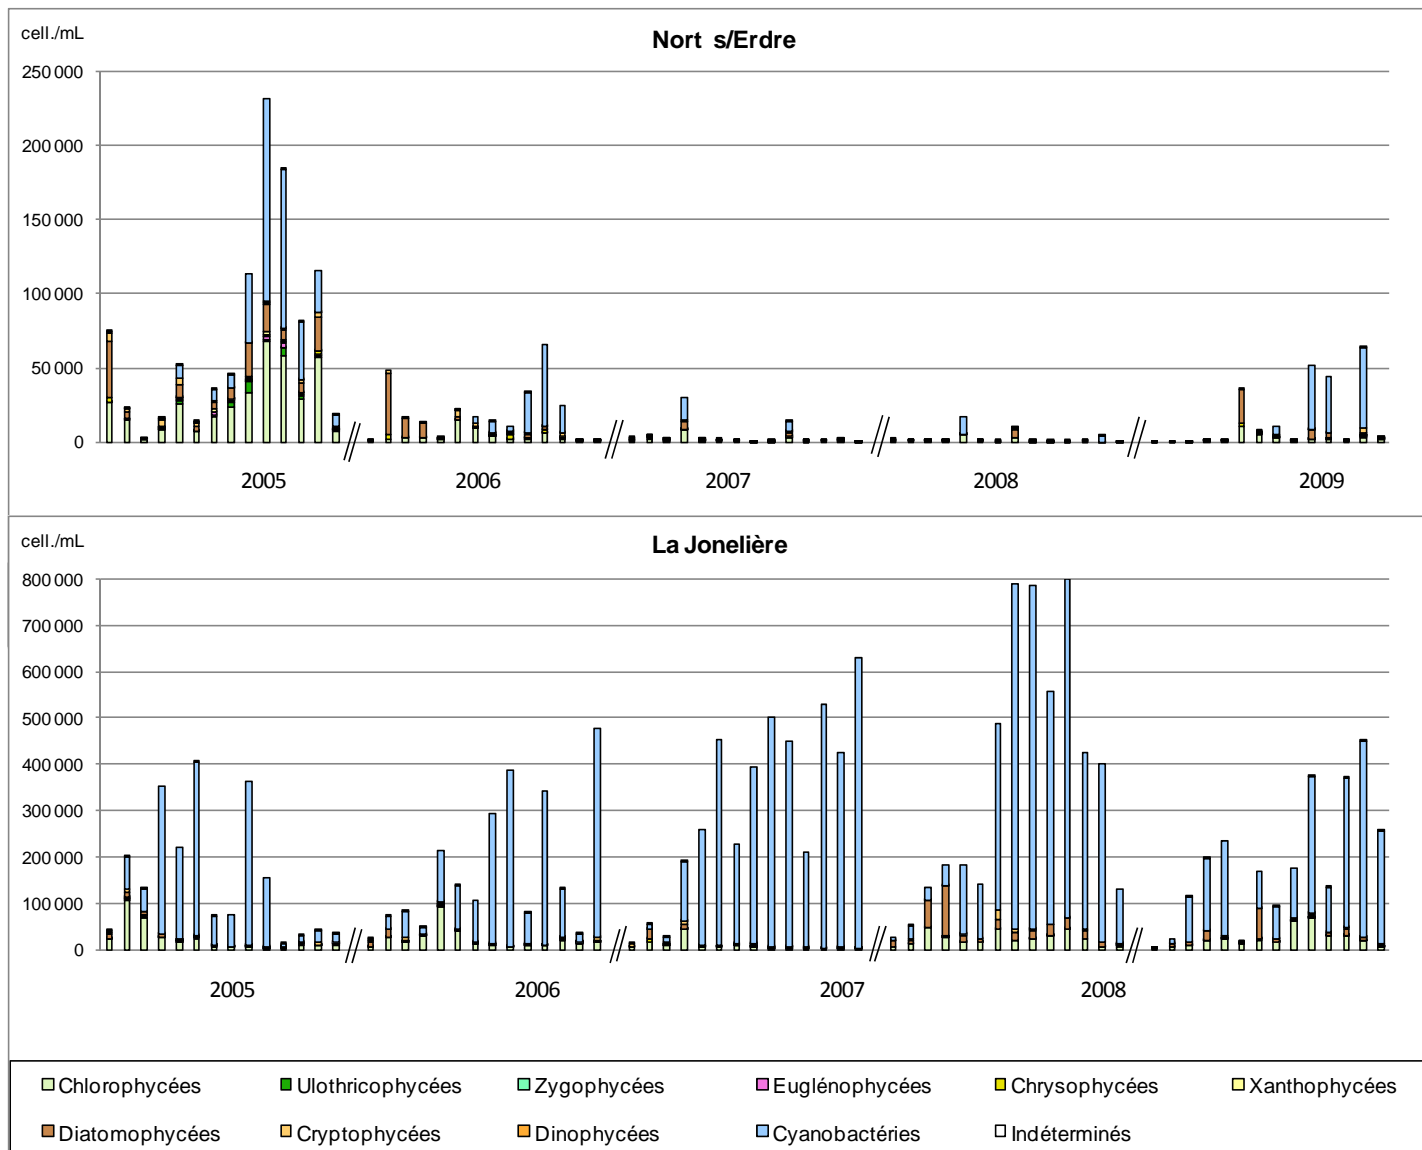 cell./mL
Nort s/Erdre
250 000
200 000
150 000
100 000
50 000
0
2005 2006 2007 2008 2009
cell./mL
La Jonelière
800 000
700 000
600 000
500 000
400 000
300 000
200 000
100 000
0
2005 2006 2007 2008
Chlorophycées Ulothricophycées Zygophycées Euglénophycées Chrysophycées Xanthophycées
Diatomophycées Cryptophycées Dinophycées Cyanobactéries Indéterminés